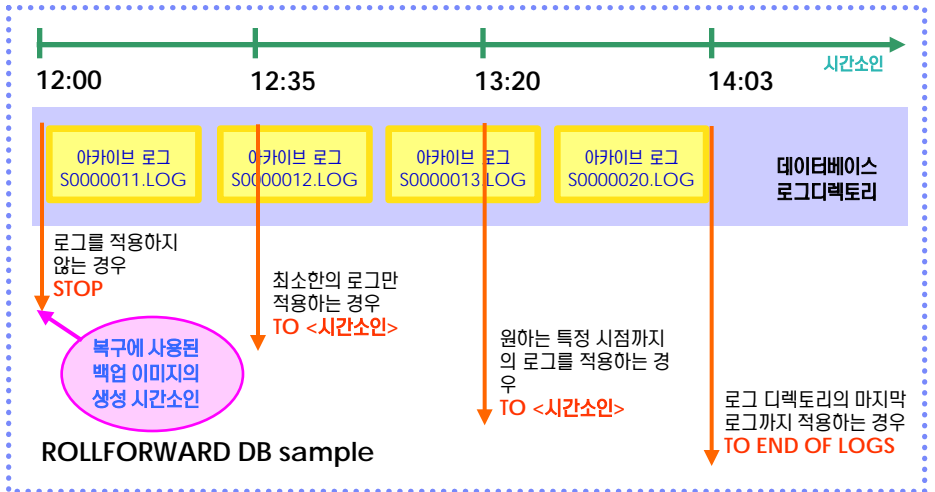 시간소인
12:00
12:35
13:20
14:03
아카이브 로그
S0000011.LOG
아카이브 로그
S0000012.LOG
아카이브 로그
S0000013.LOG
아카이브 로그
S0000020.LOG
데이터베이스
로그디렉토리
로그를 적용하지
않는 경우
STOP
최소한의 로그만
적용하는 경우
TO <시간소인>
원하는 특정 시점까지
의 로그를 적용하는 경
우
TO <시간소인>
로그 디렉토리의 마지막
로그까지 적용하는 경우
TO END OF LOGS
복구에 사용된
백업 이미지의
생성 시간소인
ROLLFORWARD DB sample